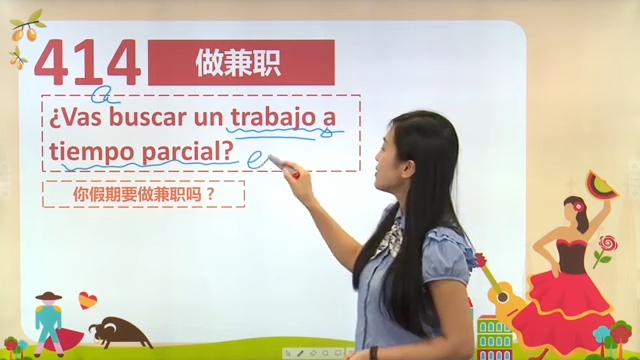 414
做兼职
a
¿Vas buscar un trabajo a
tiempo parcial?
e
你假期要做兼职吗？